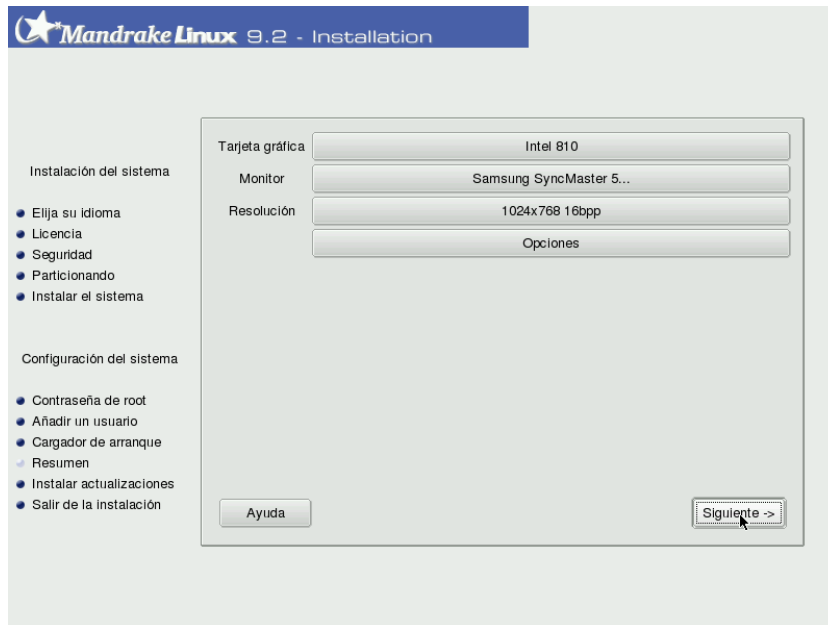 Mandrake Linux 9.2 - Installation
Instalación del sistema
Elija su idioma
Licencia
Seguridad
Particionando
Instalar el sistema
Configuración del sistema
Contraseña de root
Añadir un usuario
Cargador de arranque
Resumen
Instalar actualizaciones
Salir de la instalación
Tarjeta gráfica Intel 810
Monitor Samsung SyncMaster 5...
Resolución 1024x768 16bpp
Opciones
Ayuda Siguiente ->